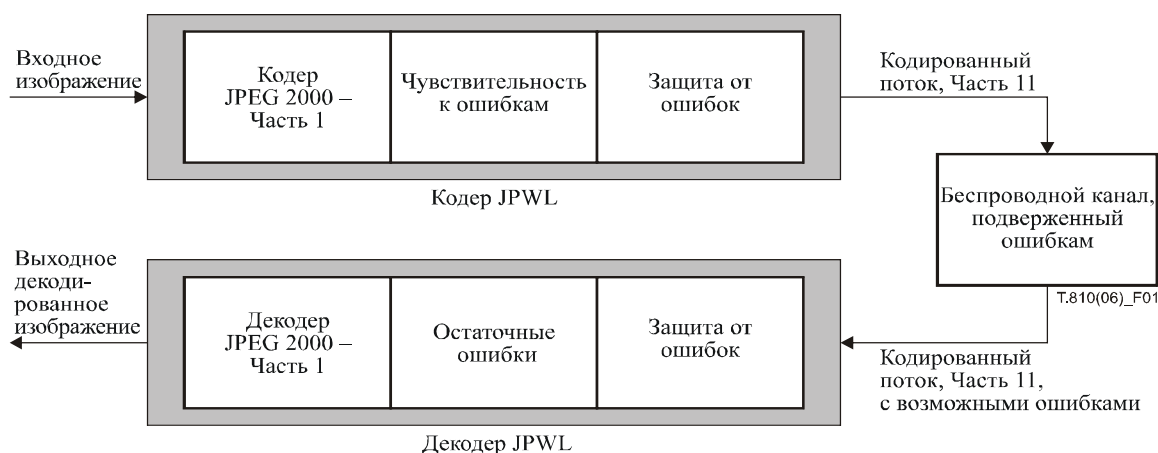 Входное
изображение
Кодер
JPEG 2000 –
Часть 1
Чувствительность
к ошибкам
Защита от
ошибок
Кодированный
поток, Часть 11
Кодер JPWL
Беспроводной канал,
подверженный
ошибкам
T.810(06)_F01
Выходное
декоди-
рованное
изображение
Декодер
JPEG 2000 –
Часть 1
Остаточные
ошибки
Защита от
ошибок
Кодированный
поток, Часть 11,
с возможными ошибками
Декодер JPWL